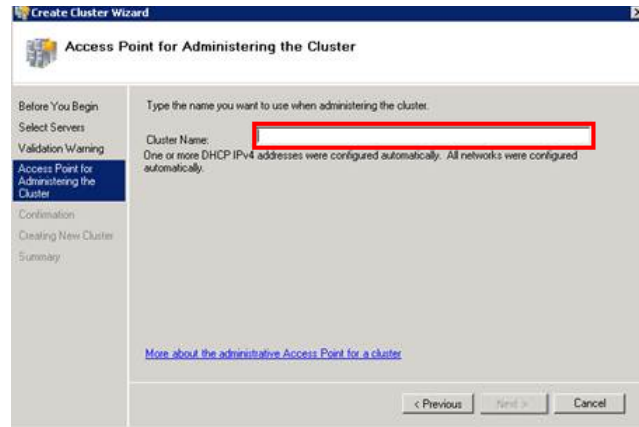 Create Cluster Wizard
Access Point for Administering the Cluster
Before You Begin
Select Servers
Validation Warning
Access Point for
Administering the
Cluster
Confirmation
Creating New Cluster
Summary
Type the name you want to use when administering the cluster.
Cluster Name:
One or more DHCP IPv4 addresses were configured automatically. All networks were configured
automatically.
More about the administrative Access Point for a cluster
< Previous
Next >
Cancel